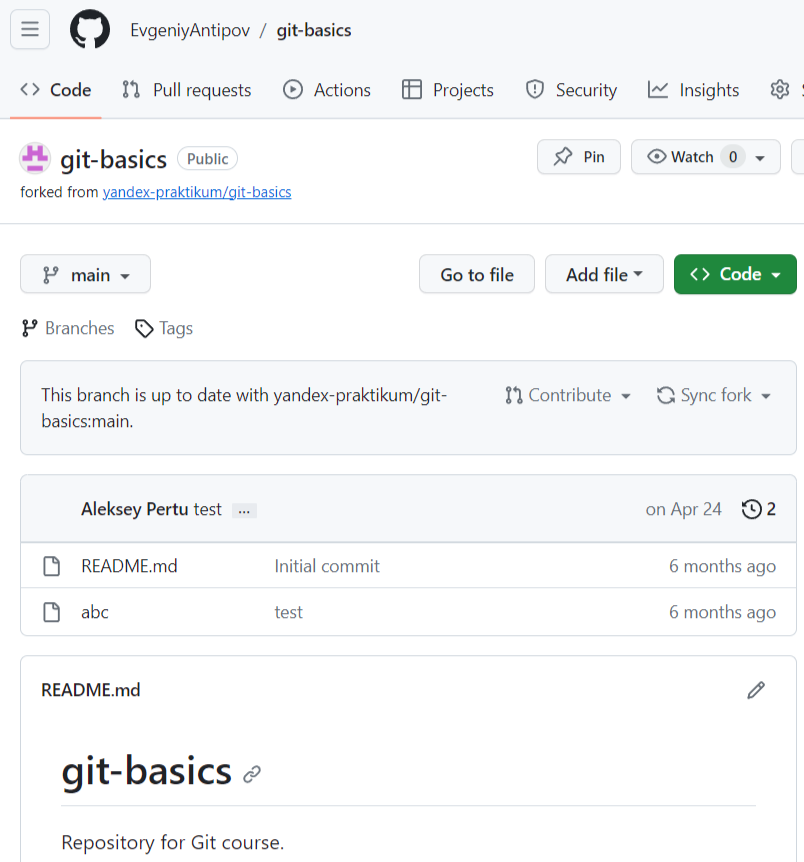 EvgeniyAntipov / git-basics
Code Pull requests Actions Projects Security Insights
git-basics Public Pin Watch 0
forked from yandex-praktikum/git-basics
main Go to file Add file Code
Branches Tags
This branch is up to date with yandex-praktikum/git- Contribute Sync fork
basics:main.
Aleksey Pertu test ... on Apr 24 2
README.md Initial commit 6 months ago
abc test 6 months ago
README.md
git-basics
Repository for Git course.